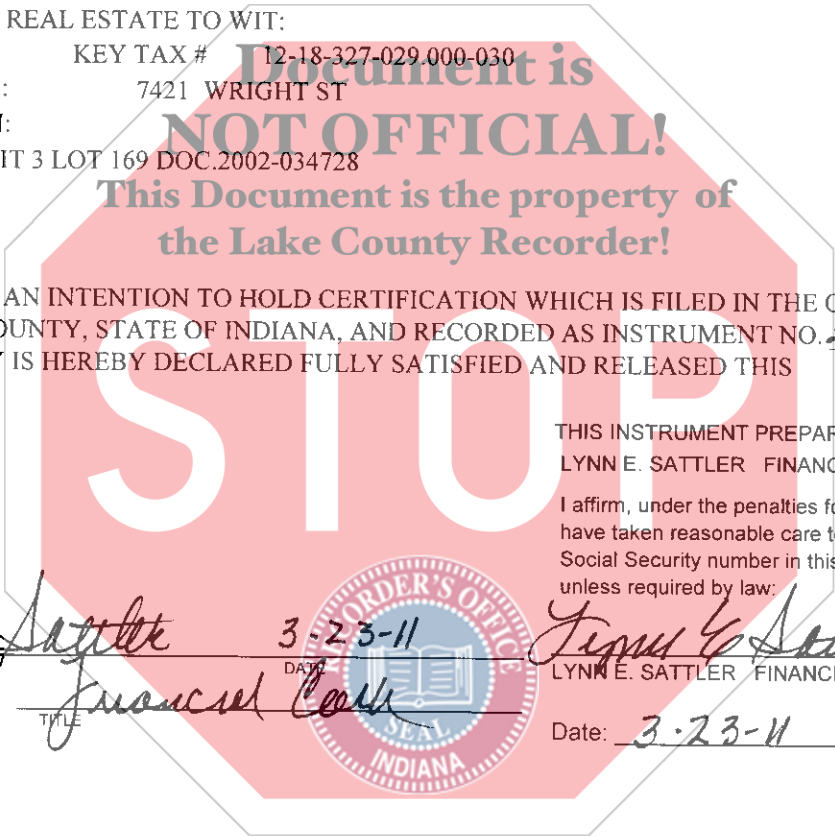 REAL ESTATE TO WIT:
KEY TAX # 12-18-327-029.000-030
Document is
: 7421 WRIGHT ST
N:
NOT OFFICIAL!
IT 3 LOT 169 DOC.2002-034728
This Document is the property of
the Lake County Recorder!
AN INTENTION TO HOLD CERTIFICATION WHICH IS FILED IN THE O
OUNTY, STATE OF INDIANA, AND RECORDED AS INSTRUMENT NO.
Y IS HEREBY DECLARED FULLY SATISFIED AND RELEASED THIS
STOP
THIS INSTRUMENT PREPAR
LYNN E. SATTLER FINANC
I affirm, under the penalties fo
have taken reasonable care to
Social Security number in this
unless required by law:
Sattler 3-23-11
DATE
Financial Clerk
TITLE
RECORDER'S OFFICE
SEAL
INDIANA
Lynn E Sat
LYNN E. SATTLER FINANCI
Date: 3-23-11